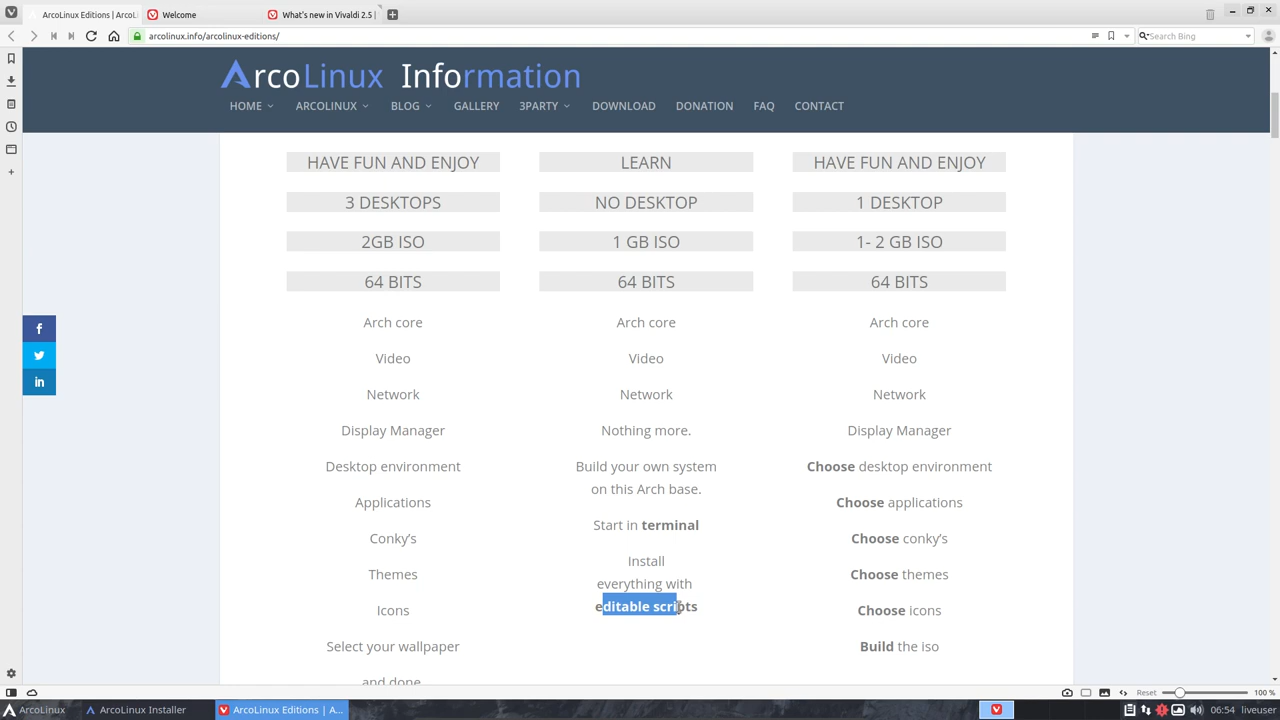 ArcoLinux Editions | ArcoL
Welcome
What's new in Vivaldi 2.5 |
arcolinux.info/arcolinux-editions/
Search Bing
ArcoLinux Information
HOME
ARCOLINUX
BLOG
GALLERY
3PARTY
DOWNLOAD
DONATION
FAQ
CONTACT
HAVE FUN AND ENJOY
3 DESKTOPS
2GB ISO
64 BITS
Arch core
Video
Network
Display Manager
Desktop environment
Applications
Conky's
Themes
Icons
Select your wallpaper
and done
LEARN
NO DESKTOP
1 GB ISO
64 BITS
Arch core
Video
Network
Nothing more.
Build your own system
on this Arch base.
Start in terminal
Install
everything with
editable scripts
HAVE FUN AND ENJOY
1 DESKTOP
1- 2 GB ISO
64 BITS
Arch core
Video
Network
Display Manager
Choose desktop environment
Choose applications
Choose conky's
Choose themes
Choose icons
Build the iso
Reset
100 %
ArcoLinux
ArcoLinux Installer
ArcoLinux Editions | A...
06:54
liveuser